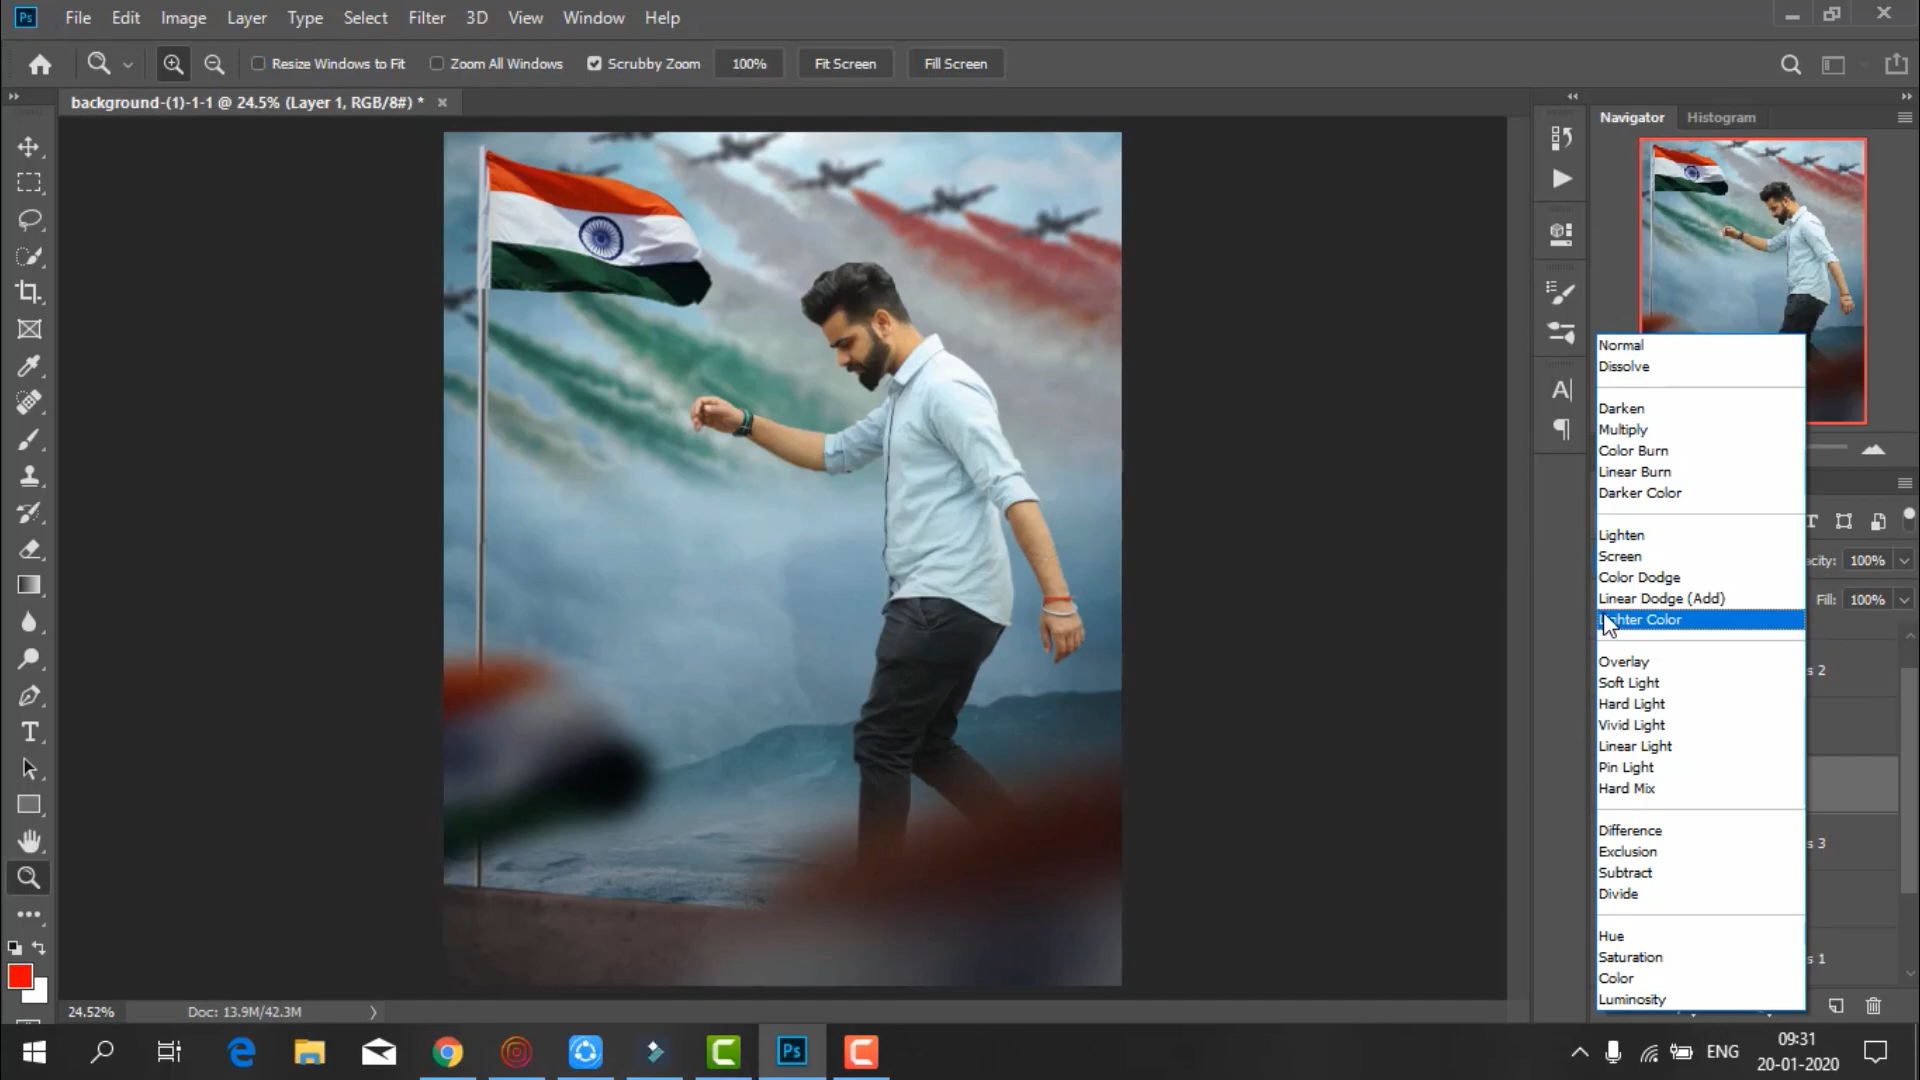 Ps File Edit Image Layer Type Select Filter 3D View Window Help
Resize Windows to Fit Zoom All Windows Scrubby Zoom 100% Fit Screen Fill Screen
background-(1)-1-1 @ 24.5% (Layer 1, RGB/8#) *
Navigator Histogram
Normal
Dissolve
Darken
Multiply
Color Burn
Linear Burn
Darker Color
Lighten
Screen
Color Dodge
Linear Dodge (Add)
Lighter Color
Overlay
Soft Light
Hard Light
Vivid Light
Linear Light
Pin Light
Hard Mix
Difference
Exclusion
Subtract
Divide
Hue
Saturation
Color
Luminosity
acity: 100%
Fill: 100%
s 2
s 3
s 1
24.52% Doc: 13.9M/42.3M
Ps
ENG
09:31
20-01-2020